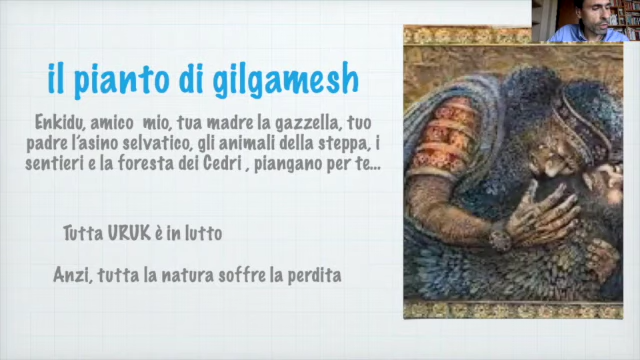 il pianto di gilgamesh
Enkidu, amico mio, tua madre la gazzella, tuo
padre l'asino selvatico, gli animali della steppa, i
sentieri e la foresta dei Cedri , piangano per te...
Tutta URUK è in lutto
Anzi, tutta la natura soffre la perdita